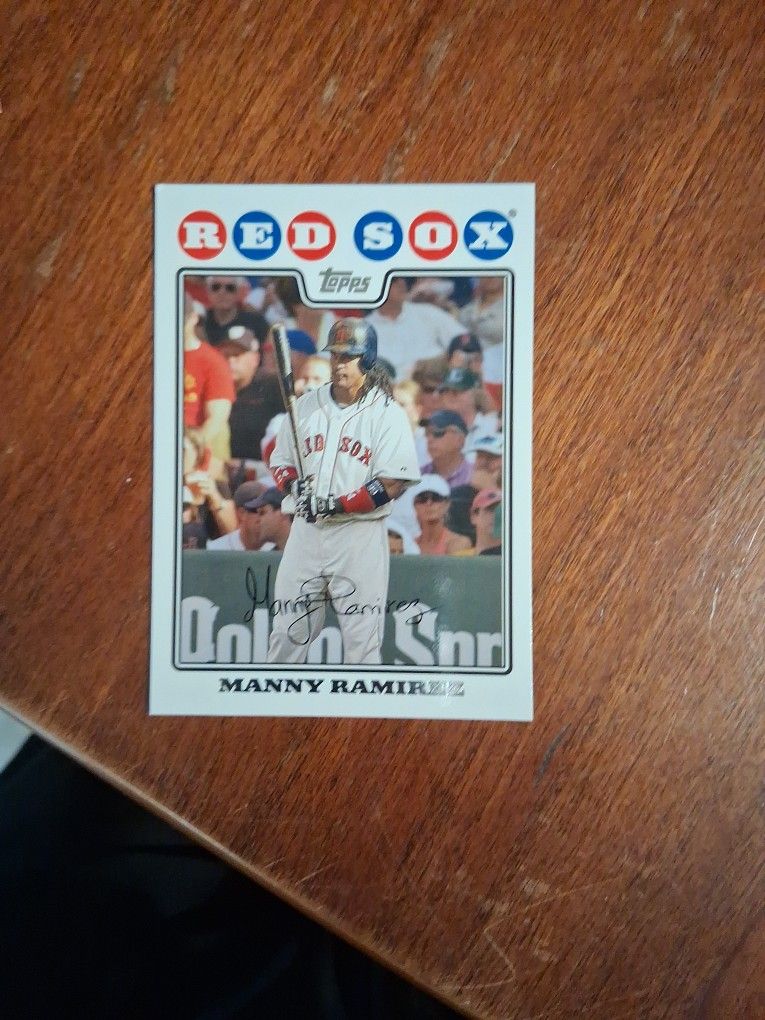 RED SOX®
Topps
RED SOX
Manny Ramirez
MANNY RAMIREZ